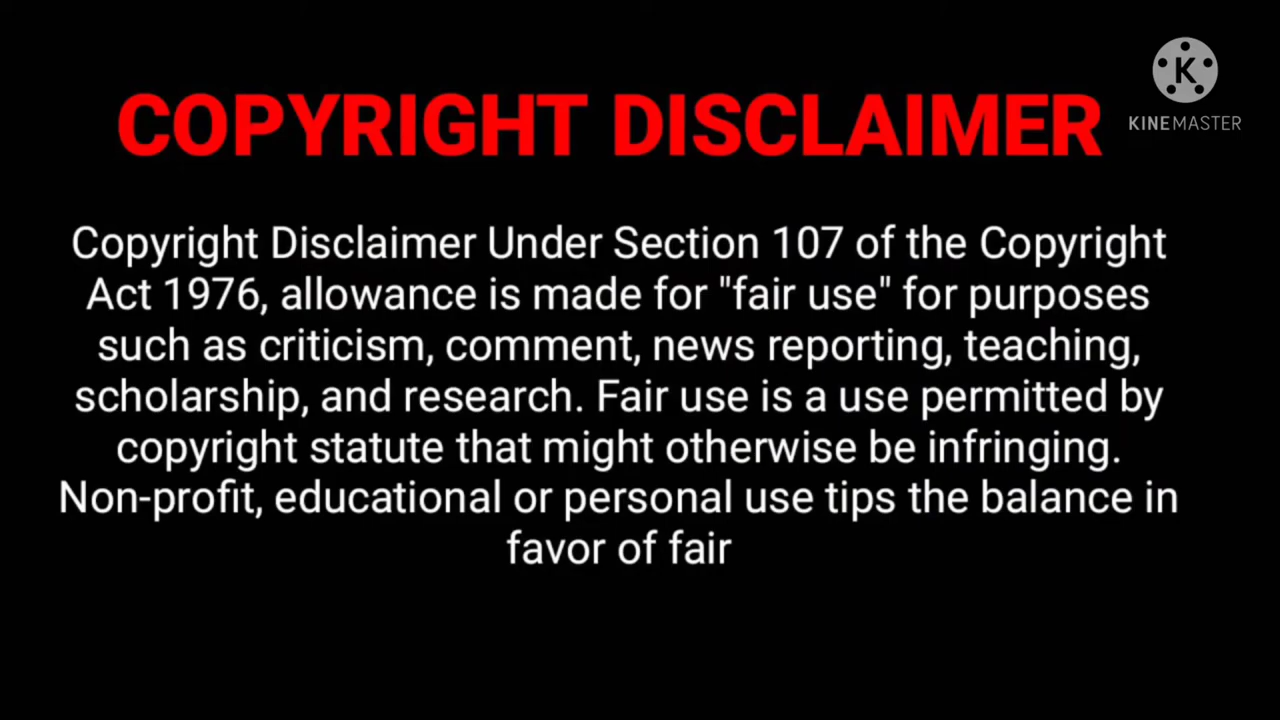 COPYRIGHT DISCLAIMER
K
KINEMASTER
Copyright Disclaimer Under Section 107 of the Copyright
Act 1976, allowance is made for "fair use" for purposes
such as criticism, comment, news reporting, teaching,
scholarship, and research. Fair use is a use permitted by
copyright statute that might otherwise be infringing.
Non-profit, educational or personal use tips the balance in
favor of fair